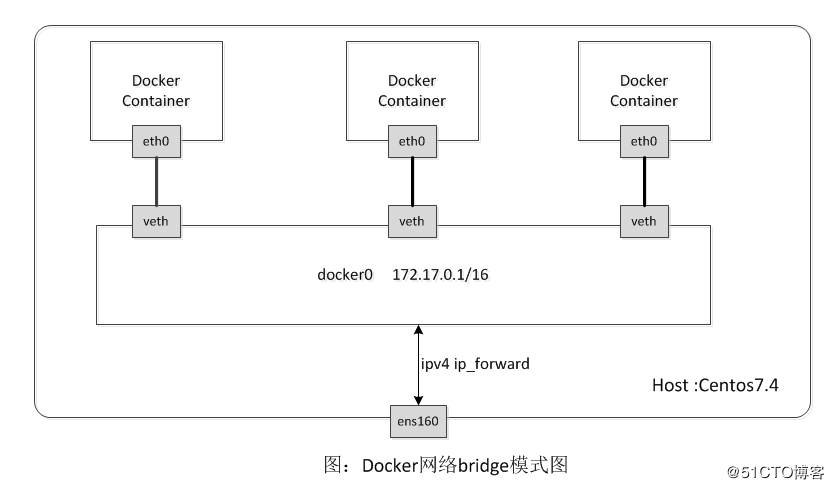 Docker
Container
Docker
Container
Docker
Container
eth0
eth0
eth0
veth
veth
veth
docker0 172.17.0.1/16
ipv4 ip_forward
Host :Centos7.4
ens160
图：Docker网络bridge模式图
@51CTO博客